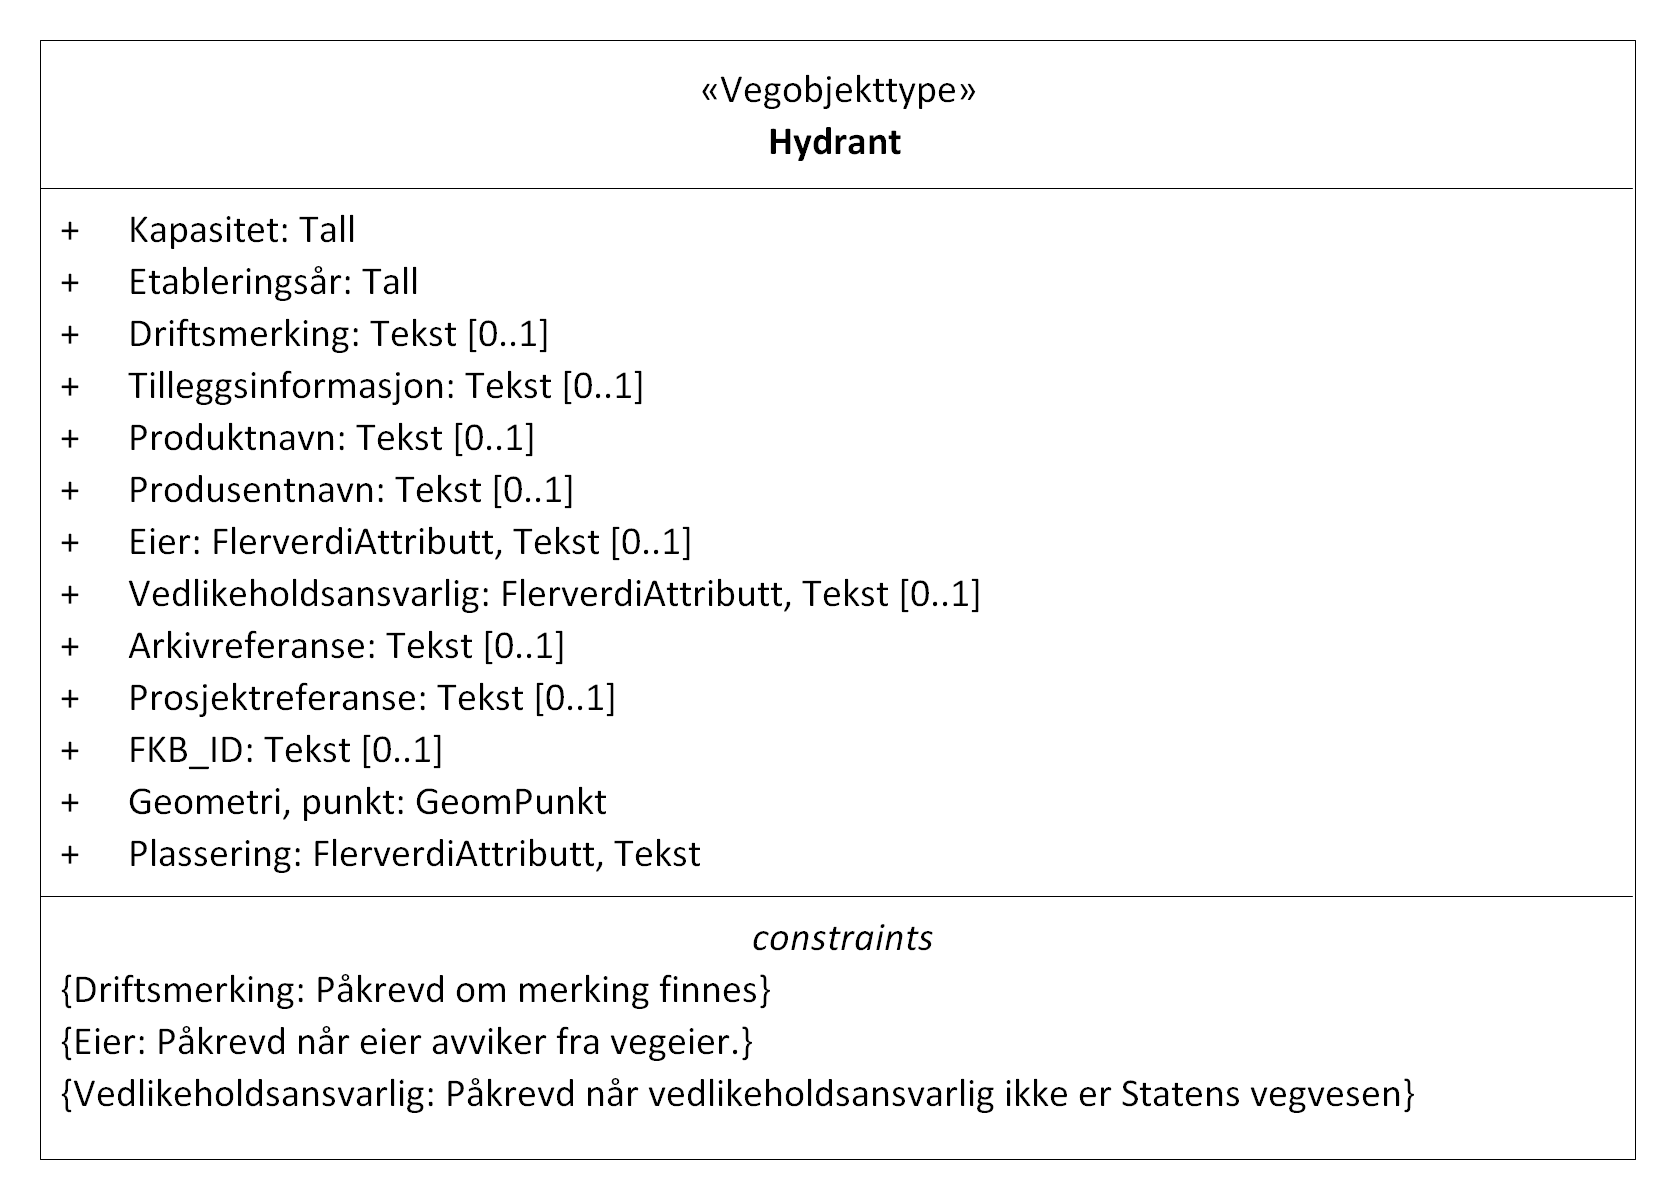 «Vegobjekttype»
Hydrant
+ Kapasitet: Tall
+ Etableringsår: Tall
+ Driftsmerking: Tekst [0..1]
+ Tilleggsinformasjon: Tekst [0..1]
+ Produktnavn: Tekst [0..1]
+ Produsentnavn: Tekst [0..1]
+ Eier: FlerverdiAttributt, Tekst [0..1]
+ Vedlikeholdsansvarlig: FlerverdiAttributt, Tekst [0..1]
+ Arkivreferanse: Tekst [0..1]
+ Prosjektreferanse: Tekst [0..1]
+ FKB_ID: Tekst [0..1]
+ Geometri, punkt: GeomPunkt
+ Plassering: FlerverdiAttributt, Tekst
constraints
{Driftsmerking: Påkrevd om merking finnes}
{Eier: Påkrevd når eier avviker fra vegeier.}
{Vedlikeholdsansvarlig: Påkrevd når vedlikeholdsansvarlig ikke er Statens vegvesen}